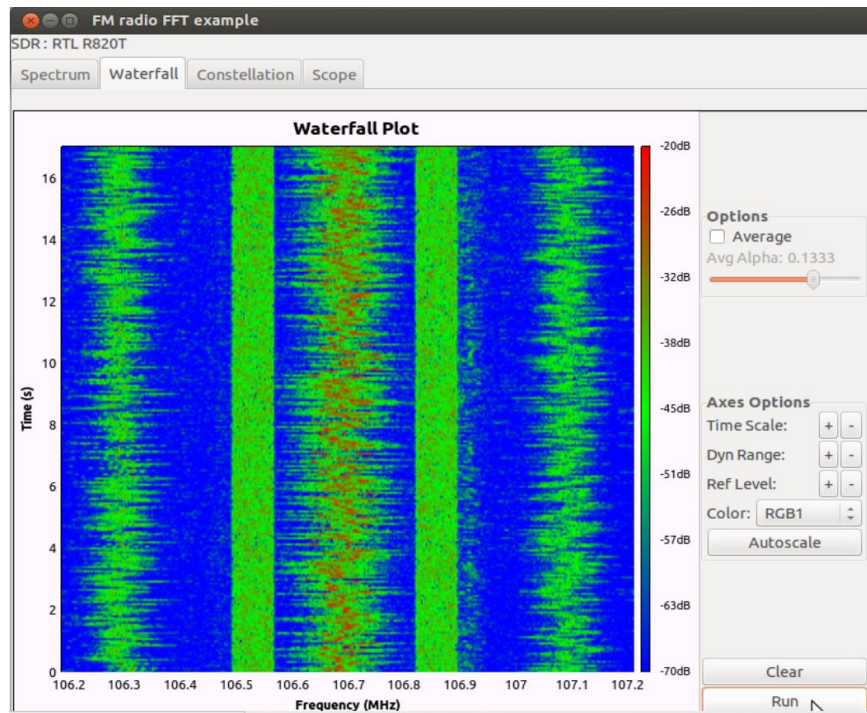 FM radio FFT example
SDR : RTL R820T
Spectrum Waterfall Constellation Scope
Waterfall Plot
16
14
12
10
8
6
4
2
0
Time (s)
106.2 106.3 106.4 106.5 106.6 106.7 106.8 106.9 107 107.1 107.2
Frequency (MHz)
-20dB
-26dB
-32dB
-38dB
-45dB
-51dB
-57dB
-63dB
-70dB
Options
Average
Avg Alpha: 0.1333
Axes Options
Time Scale: + -
Dyn Range: + -
Ref Level: + -
Color: RGB1
Autoscale
Clear
Run